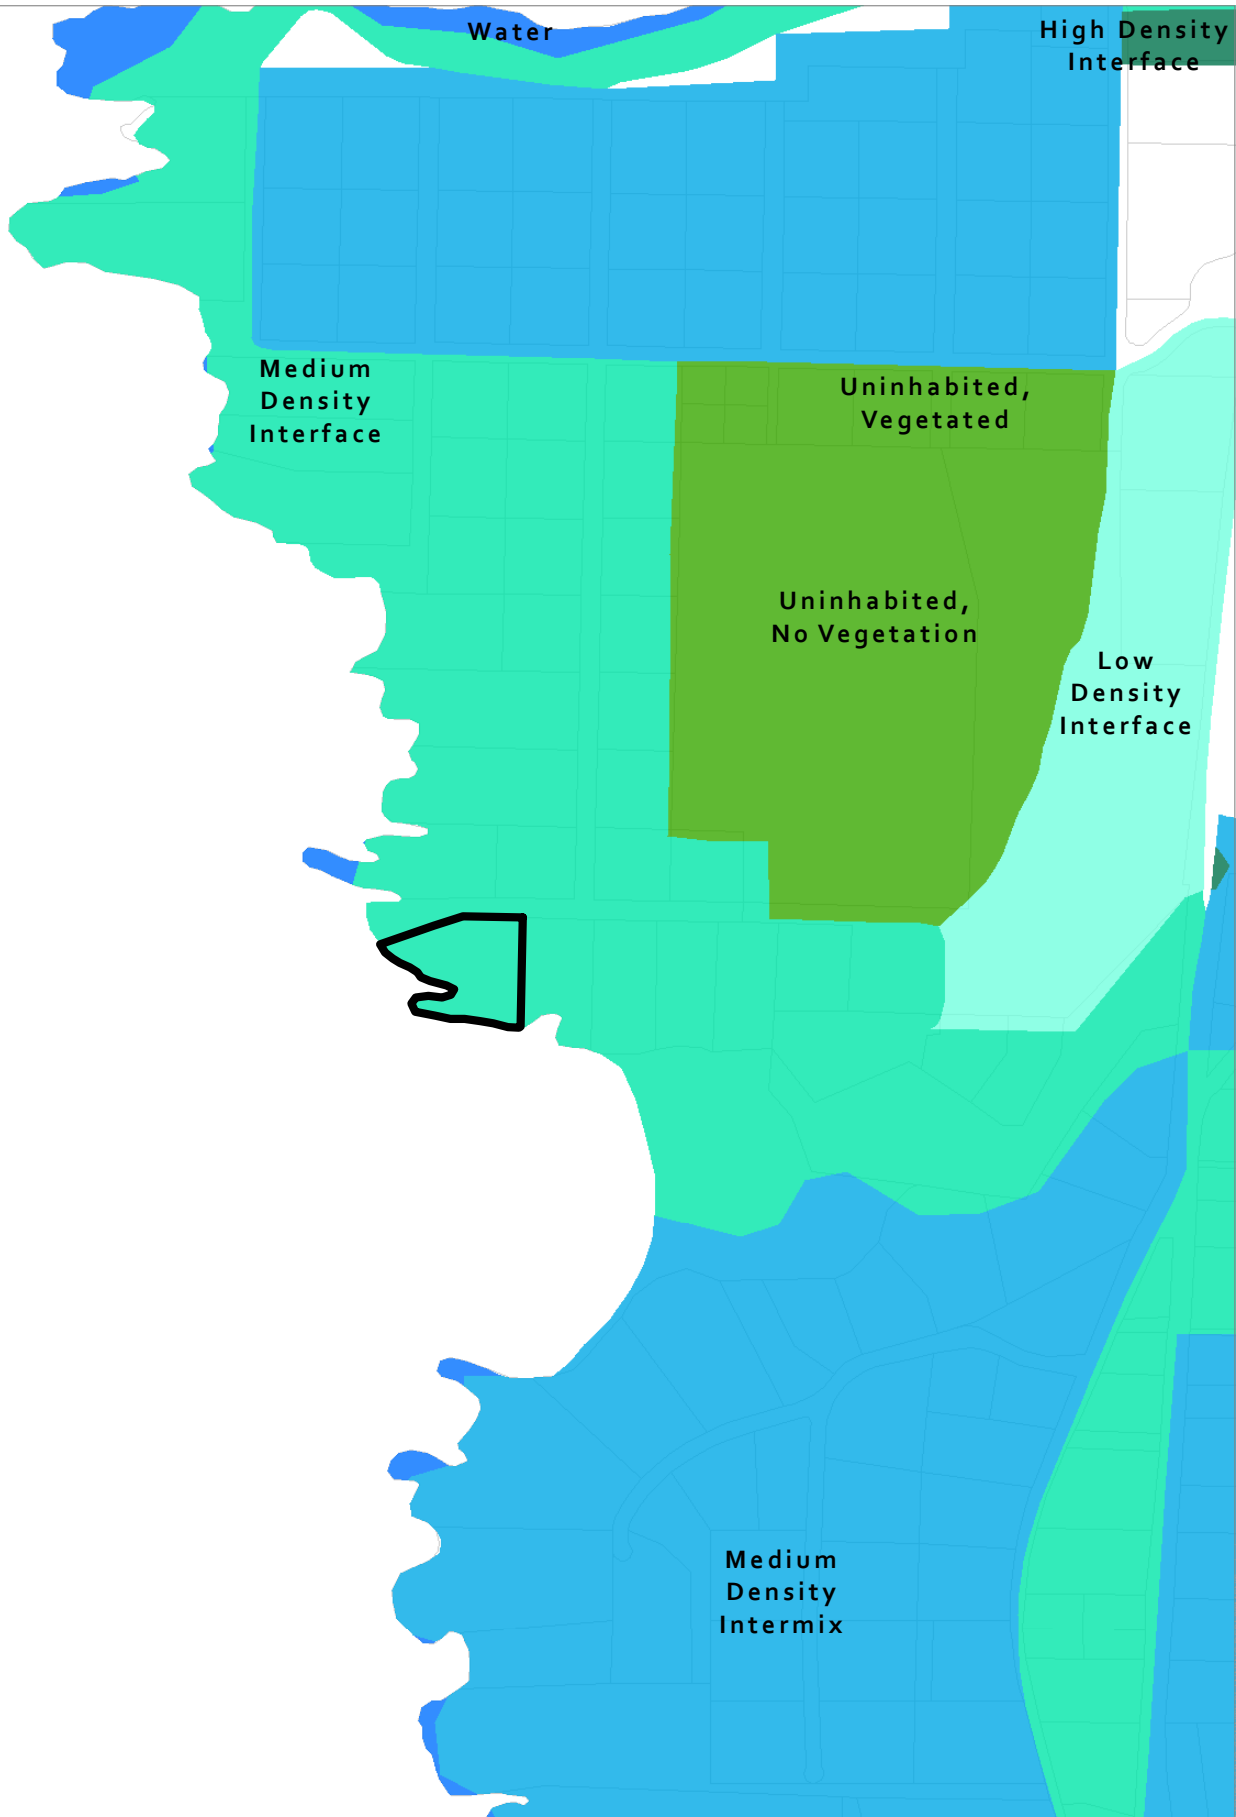 Water
High Density
Interface
Medium
Density
Interface
Uninhabited,
Vegetated
Uninhabited,
No Vegetation
Low
Density
Interface
Medium
Density
Intermix